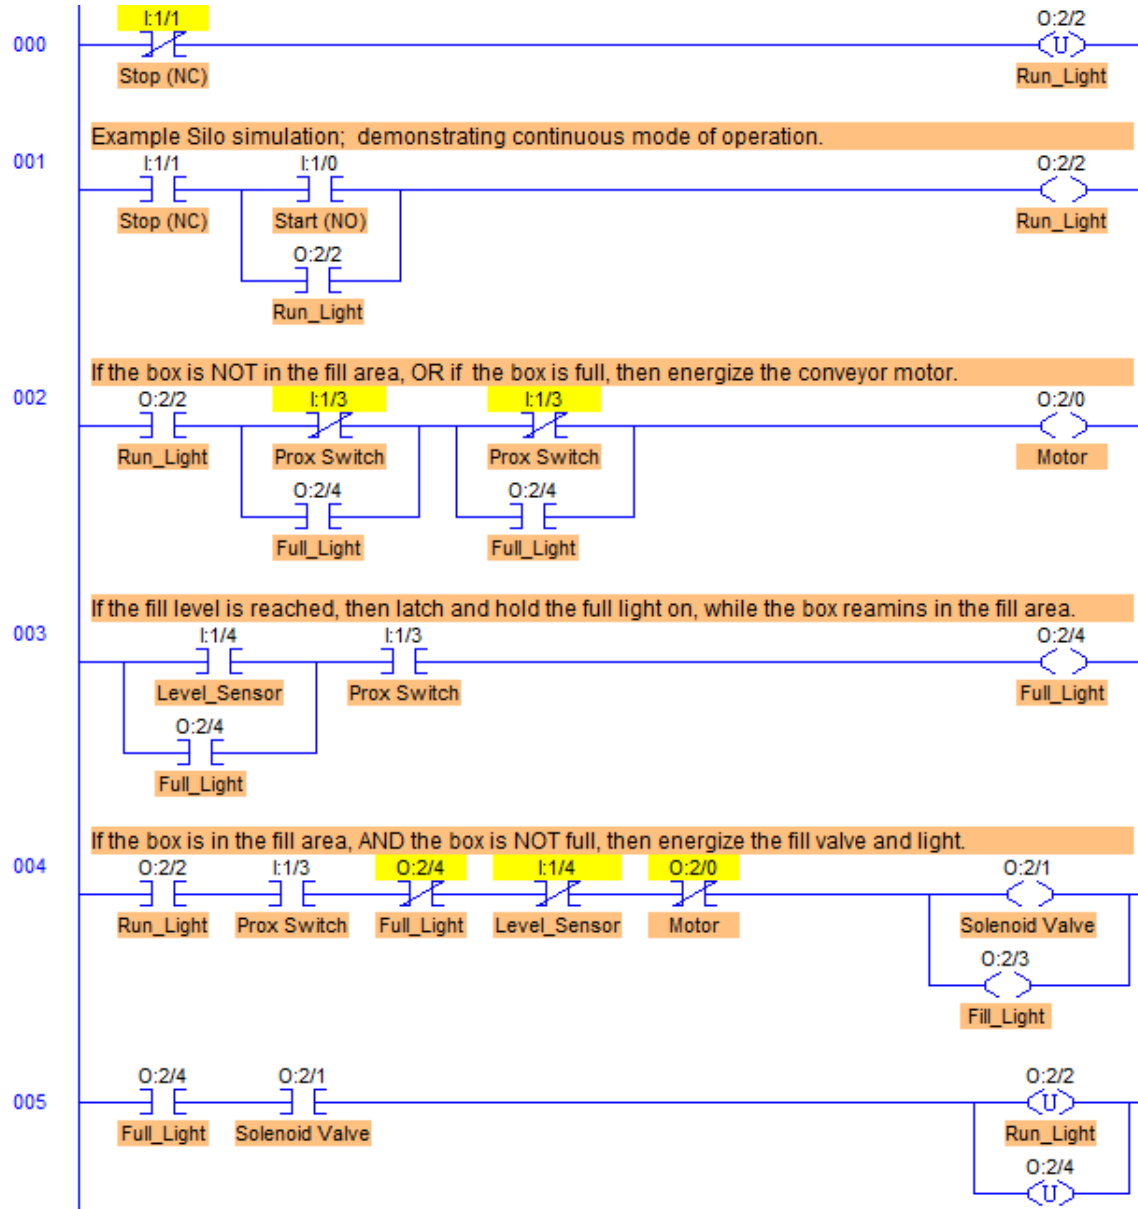 I:1/1 O:2/2
000 U
Stop (NC) Run_Light
Example Silo simulation; demonstrating continuous mode of operation.
001 I:1/1 I:1/0 O:2/2
Stop (NC) Start (NO) Run_Light
O:2/2
Run_Light
If the box is NOT in the fill area, OR if the box is full, then energize the conveyor motor.
002 O:2/2 I:1/3 I:1/3 O:2/0
Run_Light Prox Switch Prox Switch Motor
O:2/4 O:2/4
Full_Light Full_Light
If the fill level is reached, then latch and hold the full light on, while the box reamins in the fill area.
003 I:1/4 I:1/3 O:2/4
Level_Sensor Prox Switch Full_Light
O:2/4
Full_Light
If the box is in the fill area, AND the box is NOT full, then energize the fill valve and light.
004 O:2/2 I:1/3 O:2/4 I:1/4 O:2/0 O:2/1
Run_Light Prox Switch Full_Light Level_Sensor Motor Solenoid Valve
O:2/3
Fill_Light
O:2/4 O:2/1 O:2/2
005 U
Full_Light Solenoid Valve Run_Light
O:2/4
U